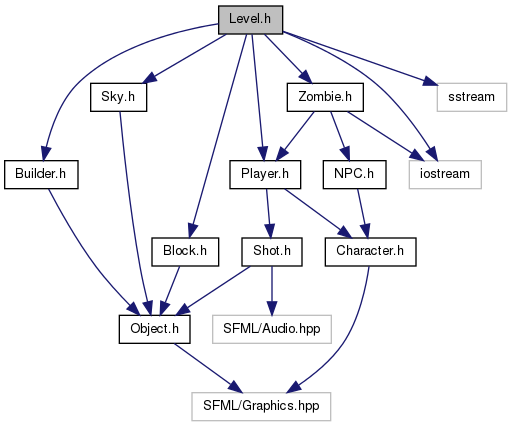 Level.h
Sky.h
Zombie.h
sstream
Builder.h
Player.h
NPC.h
iostream
Block.h
Shot.h
Character.h
Object.h
SFML/Audio.hpp
SFML/Graphics.hpp